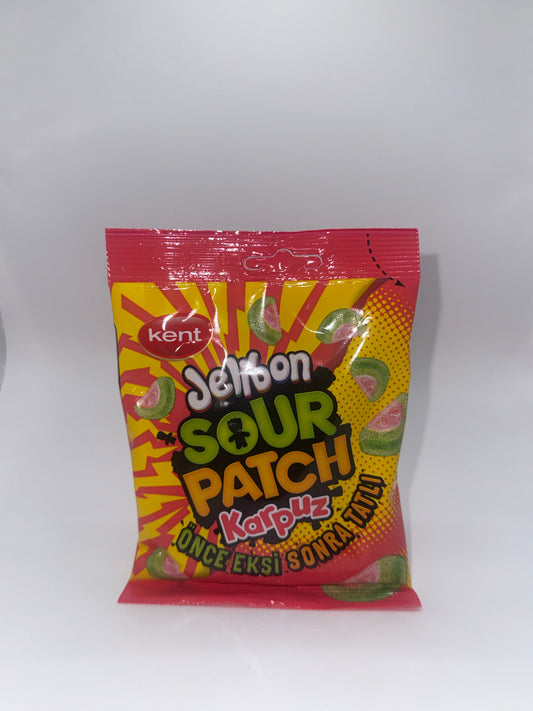 kent
Jelibon
SOUR
PATCH
Karpuz
ÖNCE EKSİ SONRA TATLI